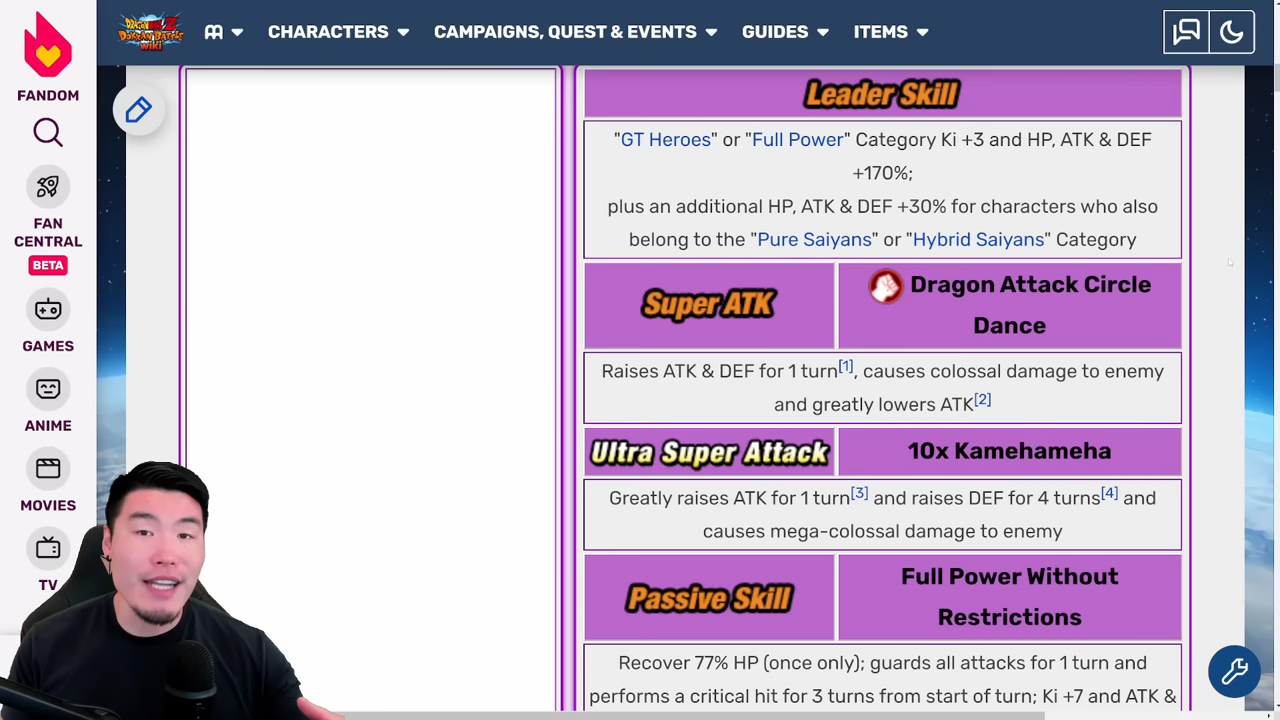 DRAGON BALL Z
DOKKAN BATTLE
WIKI
CHARACTERS
CAMPAIGNS, QUEST & EVENTS
GUIDES
ITEMS
FANDOM
FAN
CENTRAL
BETA
GAMES
ANIME
MOVIES
TV
Leader Skill
"GT Heroes" or "Full Power" Category Ki +3 and HP, ATK & DEF
+170%;
plus an additional HP, ATK & DEF +30% for characters who also
belong to the "Pure Saiyans" or "Hybrid Saiyans" Category
Super ATK
Dragon Attack Circle
Dance
Raises ATK & DEF for 1 turn[1], causes colossal damage to enemy
and greatly lowers ATK[2]
Ultra Super Attack
10x Kamehameha
Greatly raises ATK for 1 turn[3] and raises DEF for 4 turns[4] and
causes mega-colossal damage to enemy
Passive Skill
Full Power Without
Restrictions
Recover 77% HP (once only); guards all attacks for 1 turn and
performs a critical hit for 3 turns from start of turn; Ki +7 and ATK &